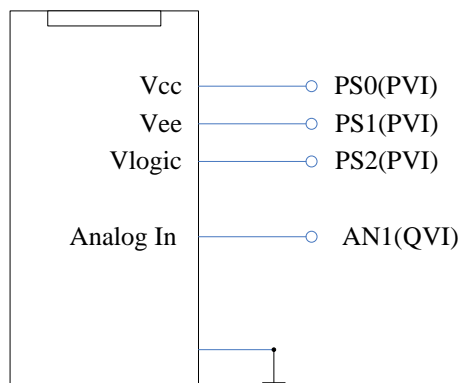 Vcc PS0(PVI)
Vee PS1(PVI)
Vlogic PS2(PVI)
Analog In AN1(QVI)